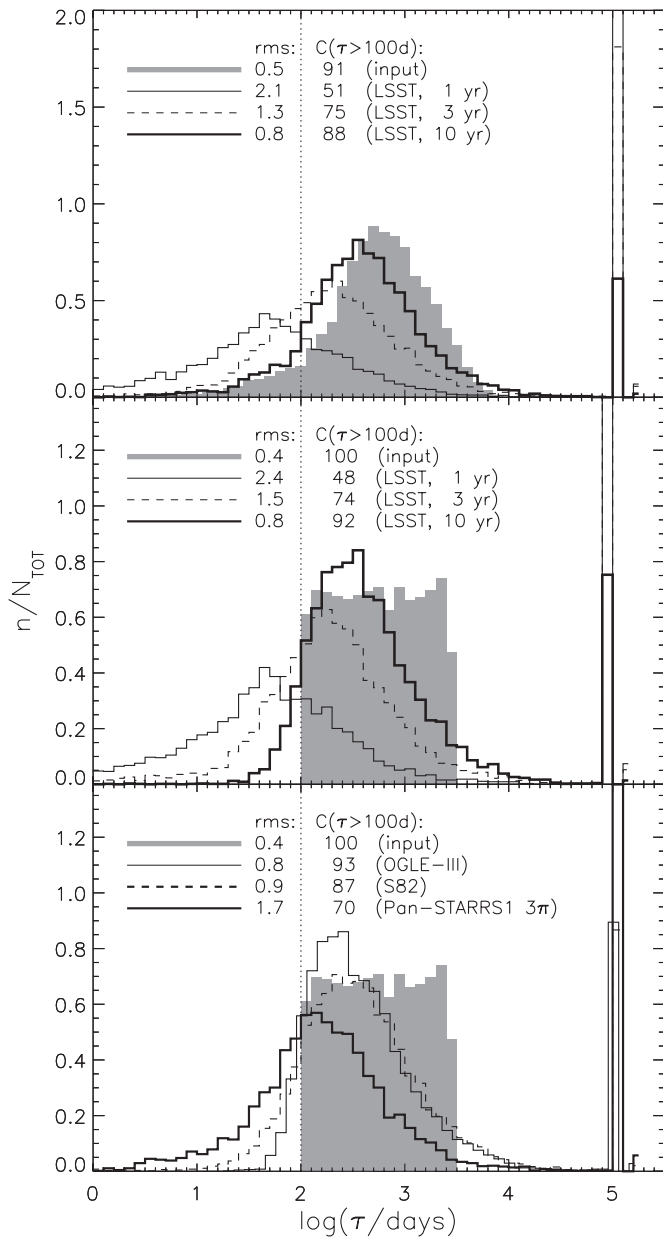 2.0
rms: C(τ>100d):
0.5 91 (input)
2.1 51 (LSST, 1 yr)
1.3 75 (LSST, 3 yr)
0.8 88 (LSST, 10 yr)
1.5
1.0
0.5
0.0
rms: C(τ>100d):
0.4 100 (input)
2.4 48 (LSST, 1 yr)
1.5 74 (LSST, 3 yr)
0.8 92 (LSST, 10 yr)
1.2
1.0
0.8
0.6
0.4
0.2
0.0
n/N_TOT
rms: C(τ>100d):
0.4 100 (input)
0.8 93 (OGLE-III)
0.9 87 (S82)
1.7 70 (Pan-STARRS1 3π)
1.2
1.0
0.8
0.6
0.4
0.2
0.0
0 1 2 3 4 5
log(τ/days)